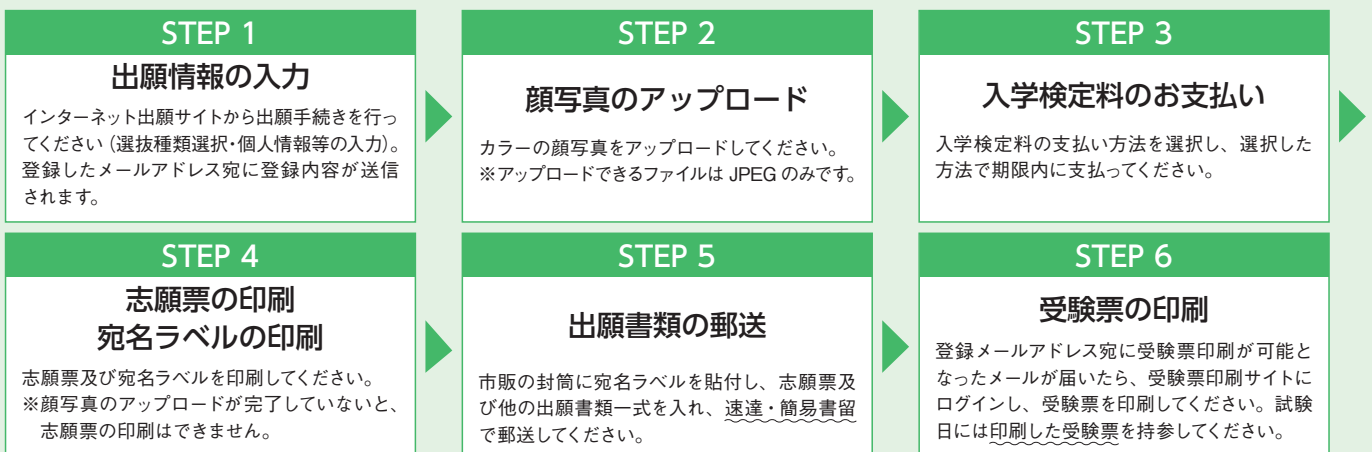 STEP 1
出願情報の入力
インターネット出願サイトから出願手続きを行っ
てください（選抜種類選択・個人情報等の入力）。
登録したメールアドレス宛に登録内容が送信
されます。
STEP 2
顔写真のアップロード
カラーの顔写真をアップロードしてください。
※アップロードできるファイルは JPEG のみです。
STEP 3
入学検定料のお支払い
入学検定料の支払い方法を選択し、選択した
方法で期限内に支払ってください。
STEP 4
志願票の印刷
宛名ラベルの印刷
志願票及び宛名ラベルを印刷してください。
※顔写真のアップロードが完了していないと、
志願票の印刷はできません。
STEP 5
出願書類の郵送
市販の封筒に宛名ラベルを貼付し、志願票及
び他の出願書類一式を入れ、速達・簡易書留
で郵送してください。
STEP 6
受験票の印刷
登録メールアドレス宛に受験票印刷が可能と
なったメールが届いたら、受験票印刷サイトに
ログインし、受験票を印刷してください。試験
日には印刷した受験票を持参してください。